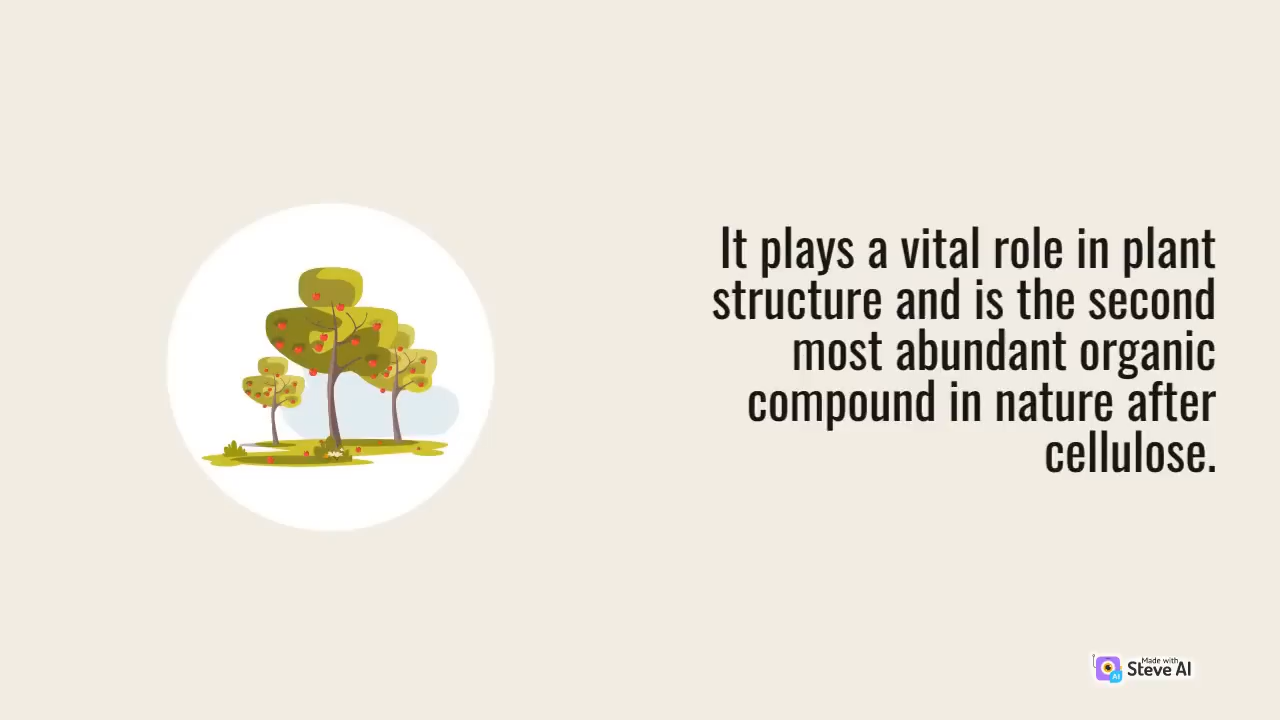 It plays a vital role in plant
structure and is the second
most abundant organic
compound in nature after
cellulose.
Made with
Steve AI
AI